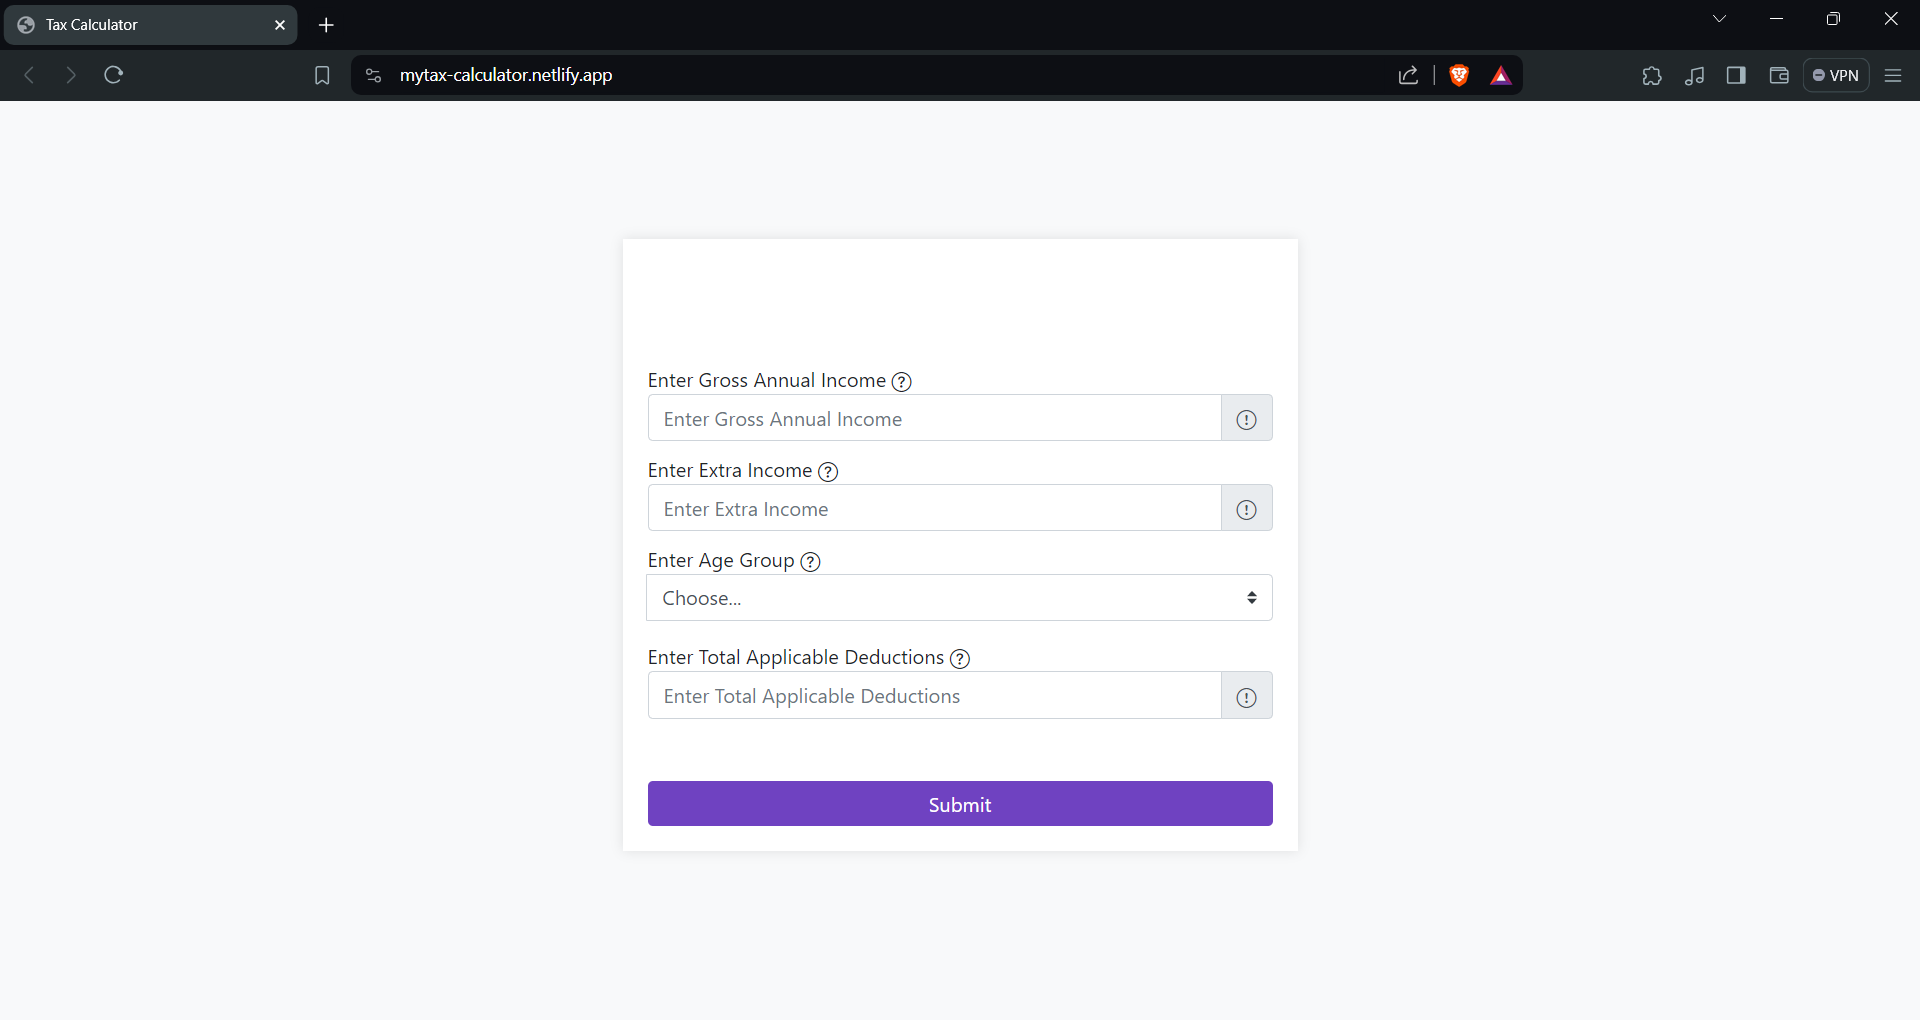 Tax Calculator
mytax-calculator.netlify.app
VPN
Enter Gross Annual Income ?
Enter Gross Annual Income !
Enter Extra Income ?
Enter Extra Income !
Enter Age Group ?
Choose...
Enter Total Applicable Deductions ?
Enter Total Applicable Deductions !
Submit